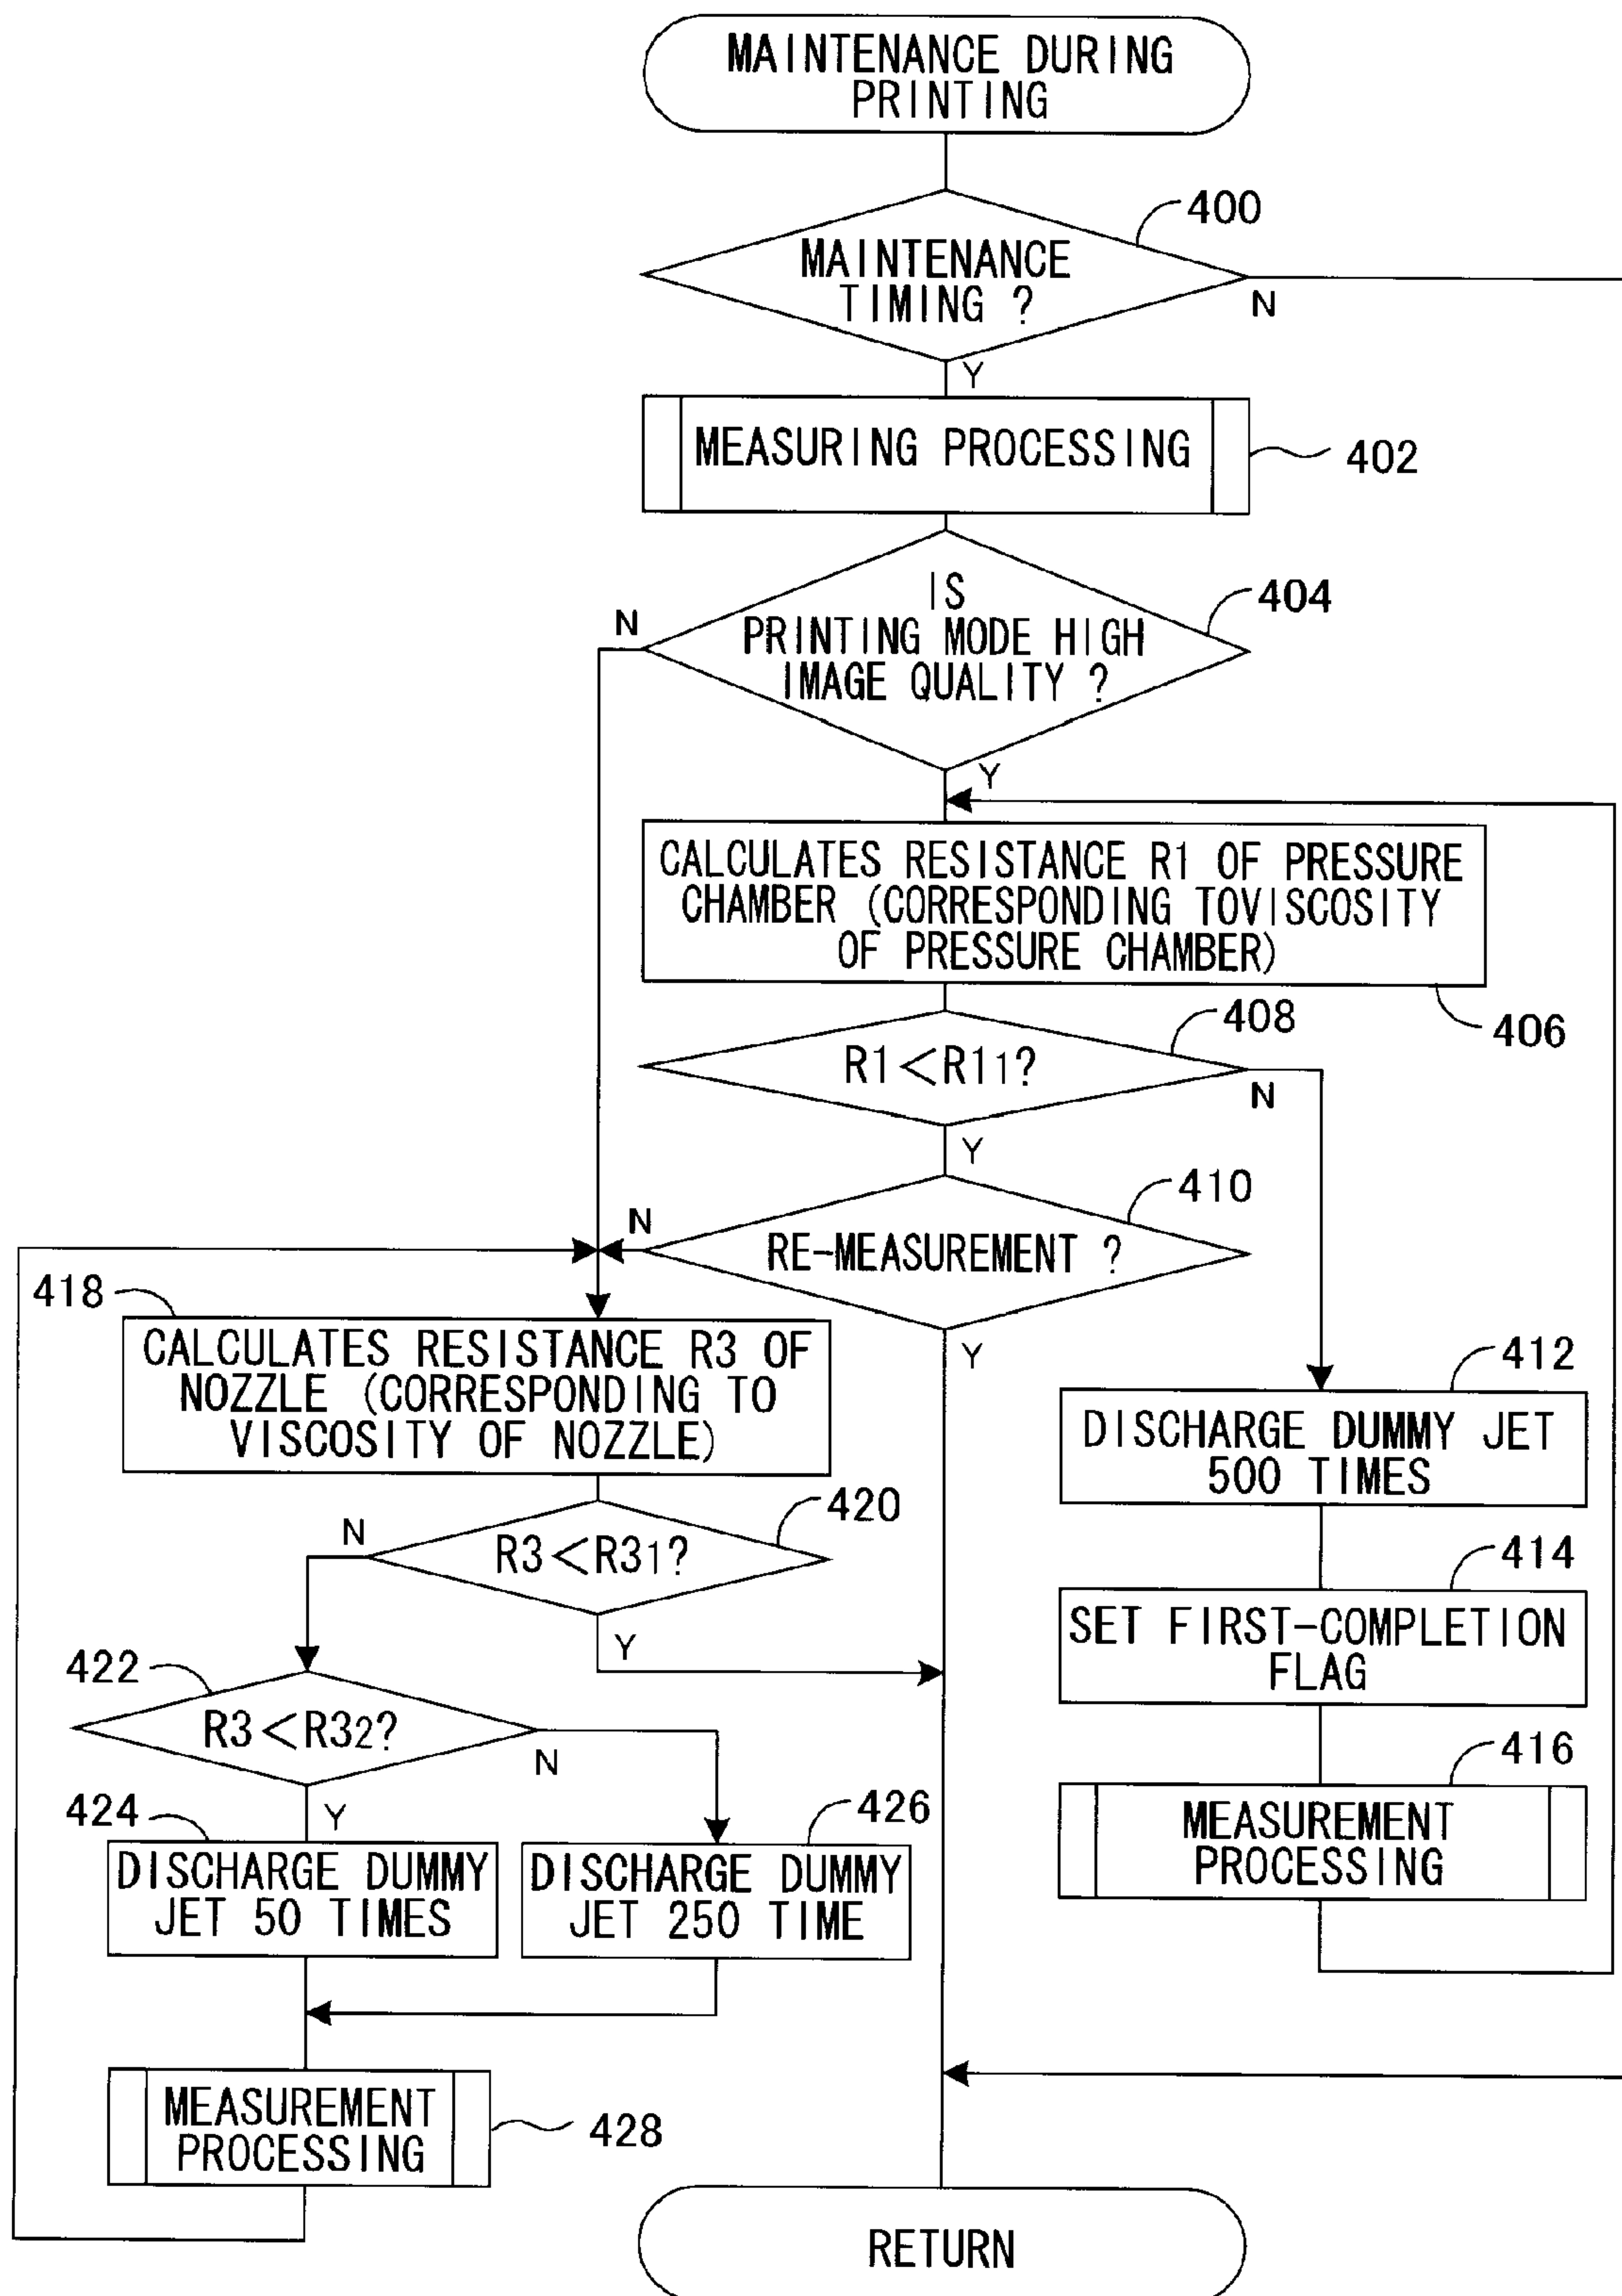 MAINTENANCE DURING
PRINTING
400
MAINTENANCE
TIMING ?
N
Y
MEASURING PROCESSING
402
IS
PRINTING MODE HIGH
IMAGE QUALITY ?
404
N
Y
CALCULATES RESISTANCE R1 OF PRESSURE
CHAMBER (CORRESPONDING TOVISCOSITY
OF PRESSURE CHAMBER)
406
408
R1<R11?
N
Y
410
RE-MEASUREMENT ?
N
Y
418
CALCULATES RESISTANCE R3 OF
NOZZLE (CORRESPONDING TO
VISCOSITY OF NOZZLE)
412
DISCHARGE DUMMY JET
500 TIMES
420
R3<R31?
N
Y
414
SET FIRST-COMPLETION
FLAG
422
R3<R32?
N
Y
416
MEASUREMENT
PROCESSING
424
DISCHARGE DUMMY
JET 50 TIMES
426
DISCHARGE DUMMY
JET 250 TIME
MEASUREMENT
PROCESSING
428
RETURN